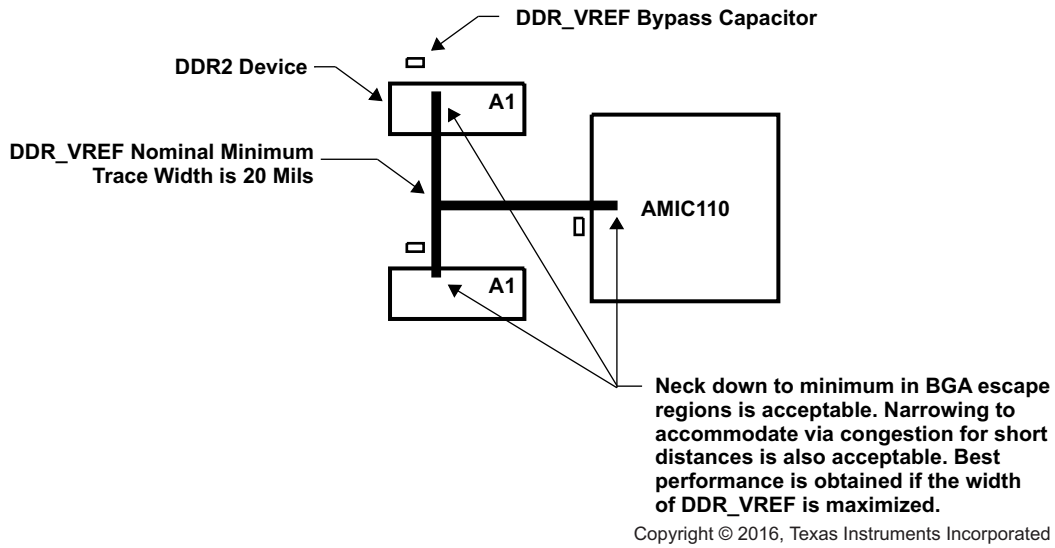 DDR_VREF Bypass Capacitor
DDR2 Device
A1
DDR_VREF Nominal Minimum
Trace Width is 20 Mils
AMIC110
A1
Neck down to minimum in BGA escape
regions is acceptable. Narrowing to
accommodate via congestion for short
distances is also acceptable. Best
performance is obtained if the width
of DDR_VREF is maximized.
Copyright © 2016, Texas Instruments Incorporated